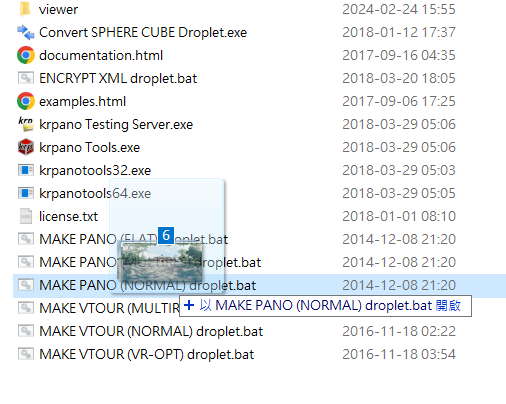 viewer 2024-02-24 15:55
Convert SPHERE CUBE Droplet.exe 2018-01-12 17:37
documentation.html 2017-09-16 04:35
ENCRYPT XML droplet.bat 2018-03-20 18:05
examples.html 2017-09-06 17:25
krpano Testing Server.exe 2018-03-29 05:06
krpano Tools.exe 2018-03-29 05:06
krpanotools32.exe 2018-03-29 05:03
krpanotools64.exe 2018-03-29 05:05
license.txt 2018-01-01 08:10
6
MAKE PANO (FLAT) droplet.bat 2014-12-08 21:20
MAKE PANO droplet.bat 2014-12-08 21:20
MAKE PANO (NORMAL) droplet.bat 2014-12-08 21:20
+ 以 MAKE PANO (NORMAL) droplet.bat 開啟
MAKE VTOUR (MULTIR
MAKE VTOUR (NORMAL) droplet.bat 2016-11-18 02:22
MAKE VTOUR (VR-OPT) droplet.bat 2016-11-18 03:54